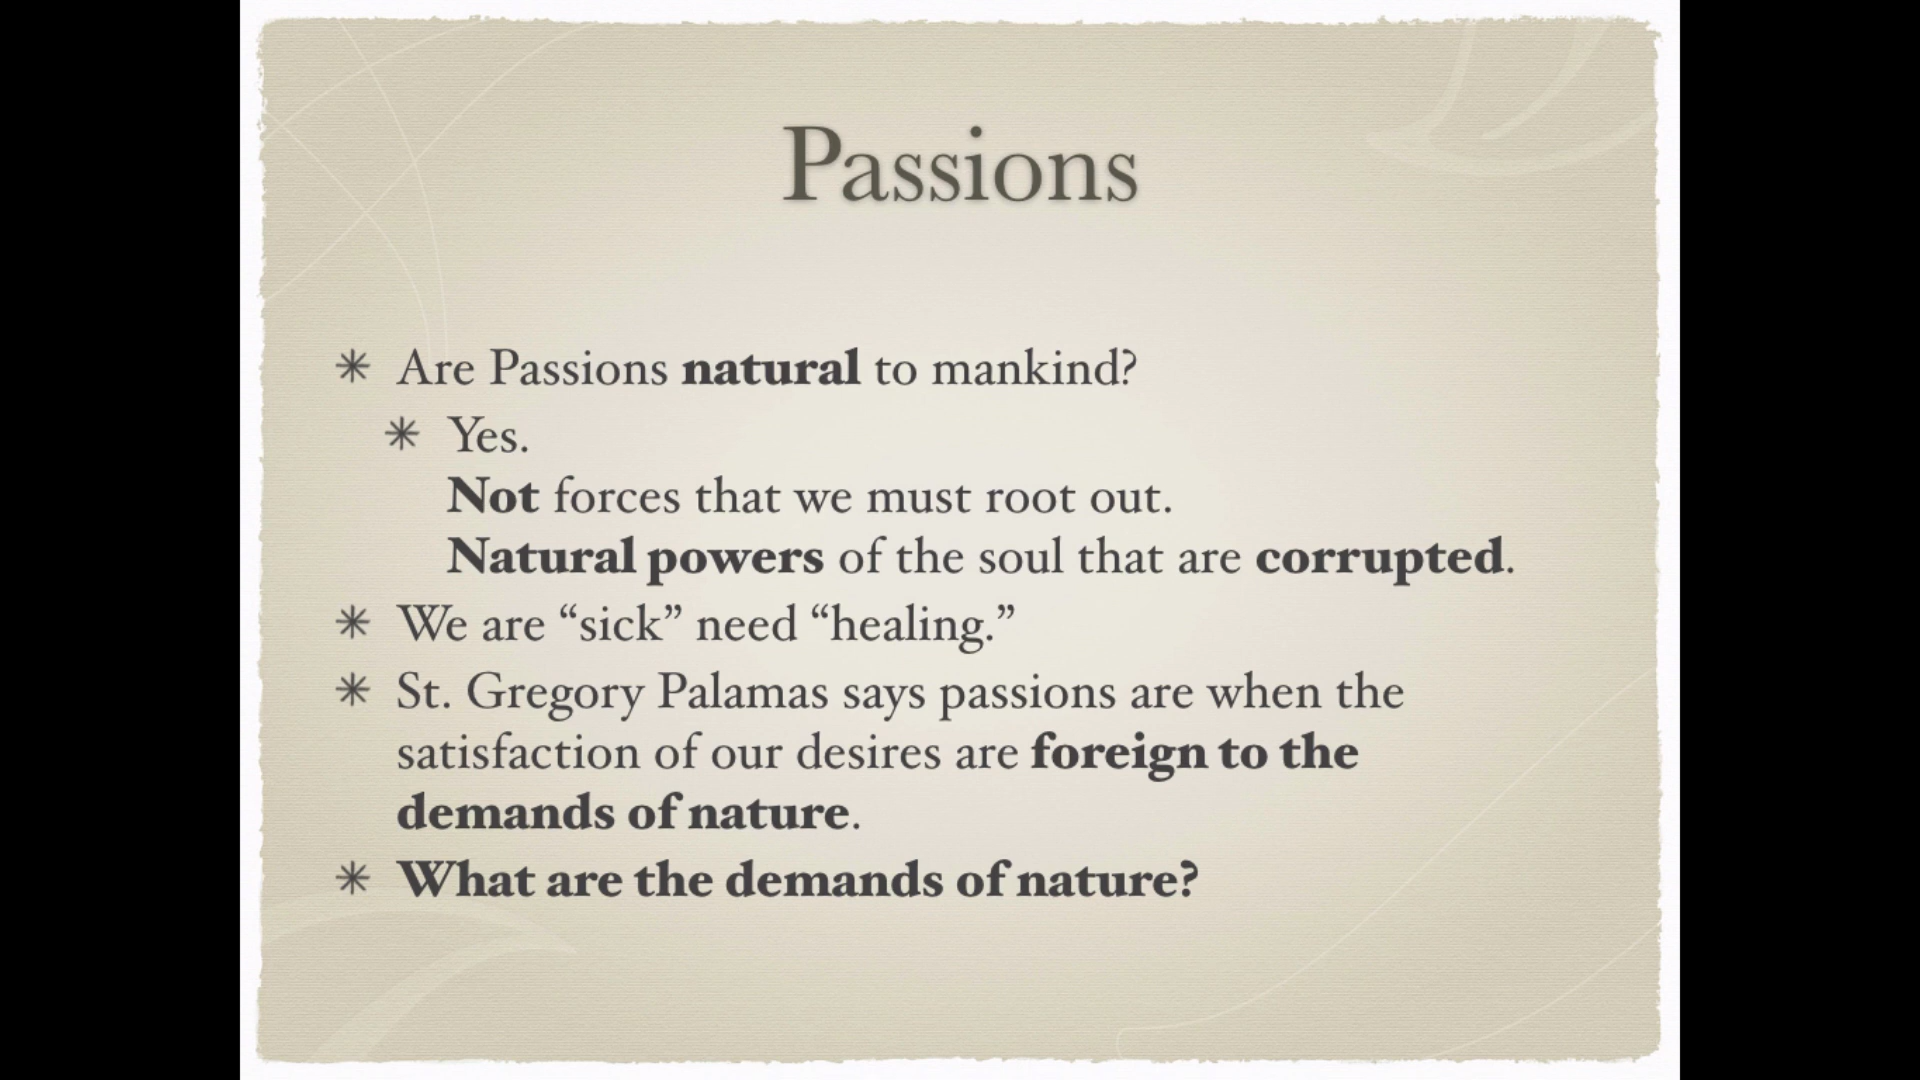 Passions
✳ Are Passions natural to mankind?
✳ Yes.
Not forces that we must root out.
Natural powers of the soul that are corrupted.
✳ We are “sick” need “healing.”
✳ St. Gregory Palamas says passions are when the
satisfaction of our desires are foreign to the
demands of nature.
✳ What are the demands of nature?